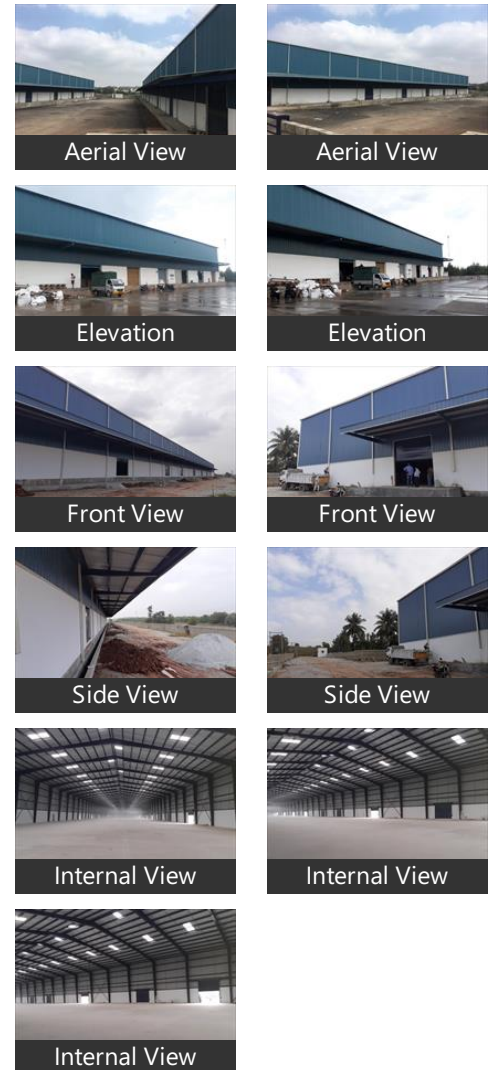 Aerial View
Aerial View
Elevation
Elevation
Front View
Front View
Side View
Side View
Internal View
Internal View
Internal View